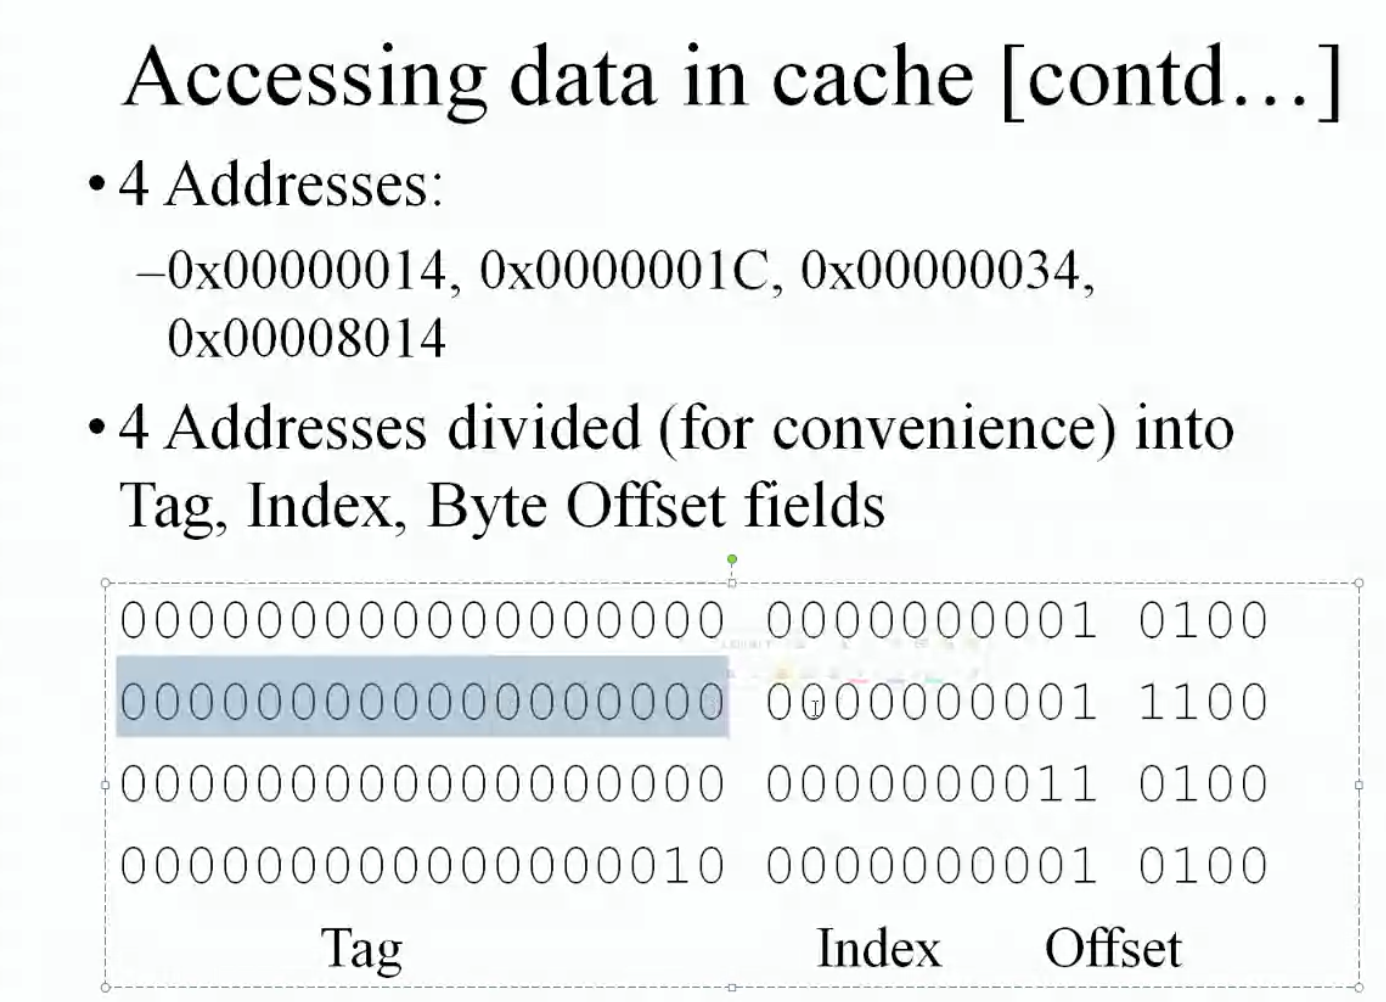 Accessing data in cache [contd…]
• 4 Addresses:
–0x00000014, 0x0000001C, 0x00000034,
0x00008014
• 4 Addresses divided (for convenience) into
Tag, Index, Byte Offset fields
000000000000000000 0000000001 0100
000000000000000000 0000000001 1100
000000000000000000 0000000011 0100
000000000000000010 0000000001 0100
Tag Index Offset